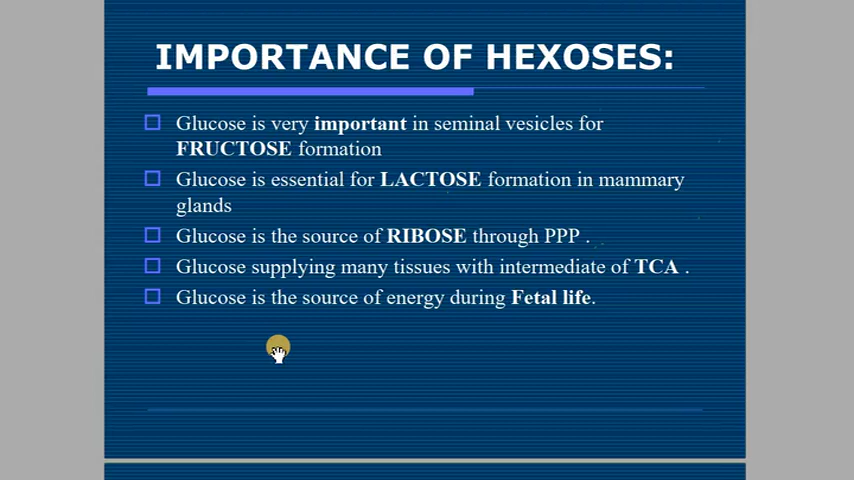 IMPORTANCE OF HEXOSES:
Glucose is very important in seminal vesicles for
FRUCTOSE formation
Glucose is essential for LACTOSE formation in mammary
glands
Glucose is the source of RIBOSE through PPP .
Glucose supplying many tissues with intermediate of TCA .
Glucose is the source of energy during Fetal life.